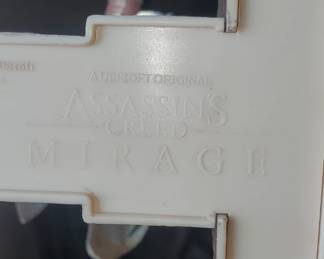 A UBISOFT ORIGINAL
ASSASSIN'S
CREED
MIRAGE